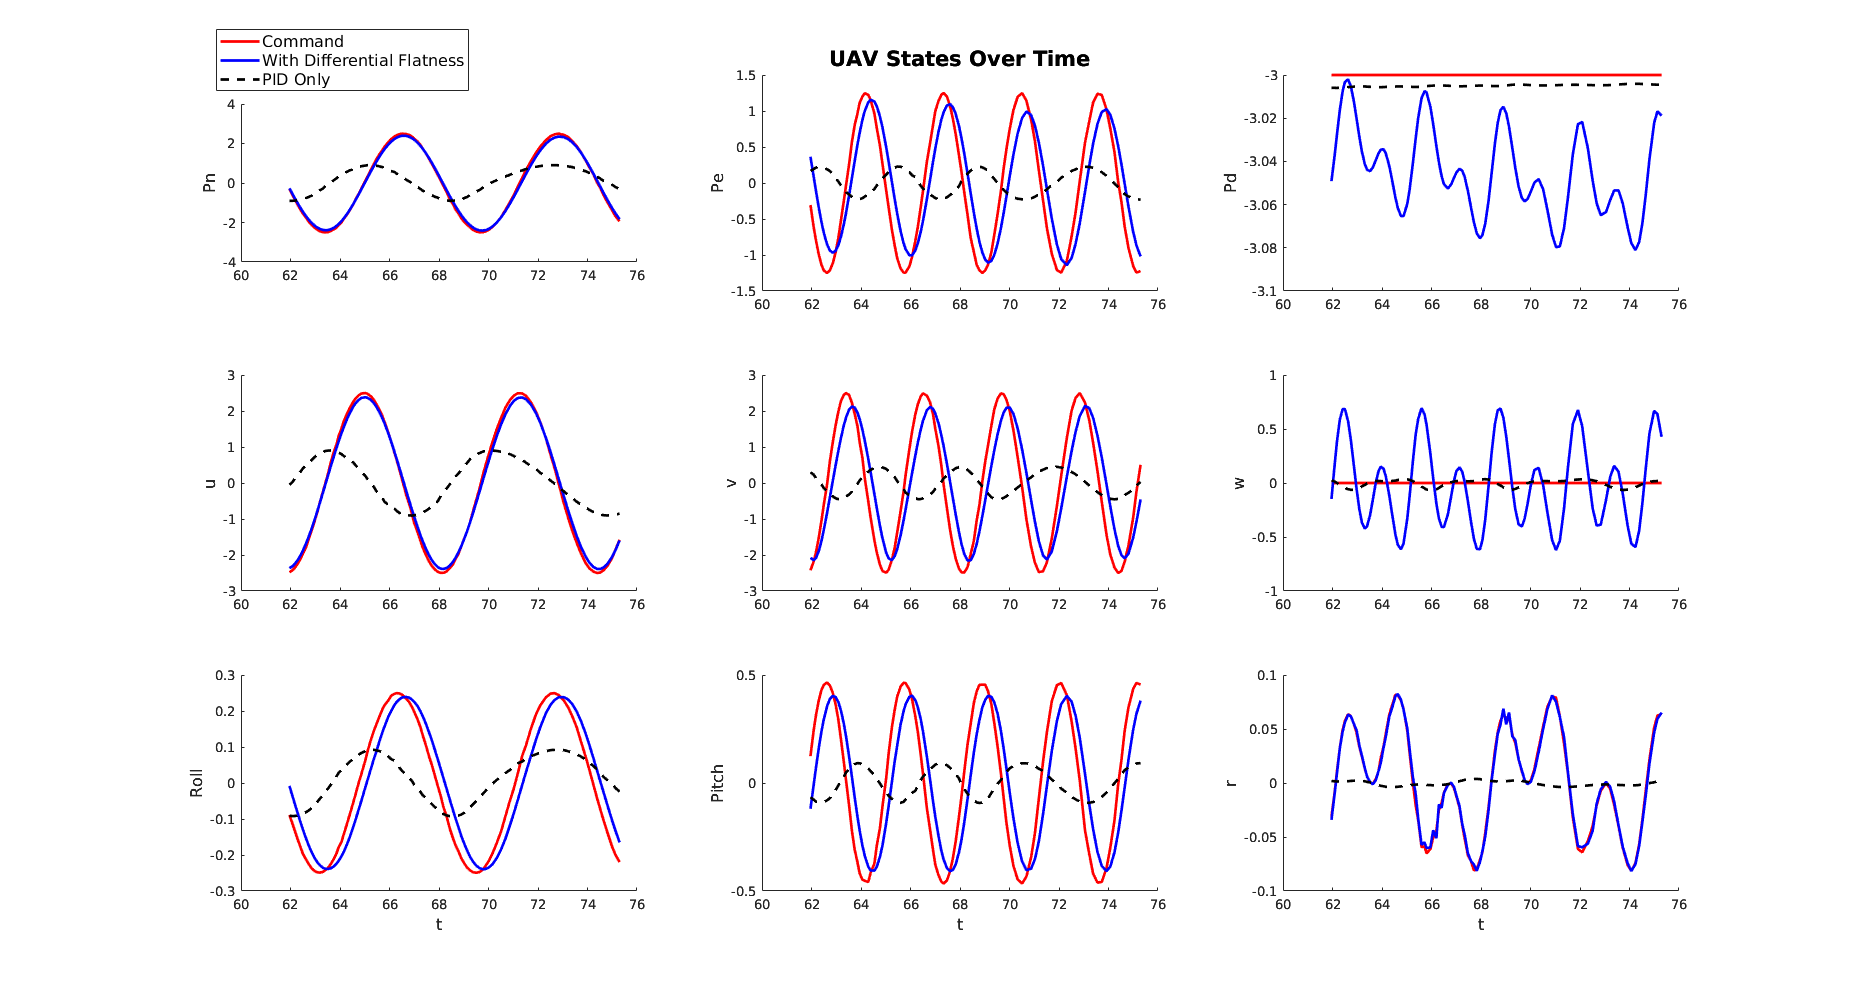 Command
With Differential Flatness
PID Only
UAV States Over Time
4
2
0
-2
-4
Pn
60 62 64 66 68 70 72 74 76
1.5
1
0.5
0
-0.5
-1
-1.5
Pe
60 62 64 66 68 70 72 74 76
-3
-3.02
-3.04
-3.06
-3.08
-3.1
Pd
60 62 64 66 68 70 72 74 76
3
2
1
0
-1
-2
-3
u
60 62 64 66 68 70 72 74 76
3
2
1
0
-1
-2
-3
v
60 62 64 66 68 70 72 74 76
1
0.5
0
-0.5
-1
w
60 62 64 66 68 70 72 74 76
0.3
0.2
0.1
0
-0.1
-0.2
-0.3
Roll
60 62 64 66 68 70 72 74 76
t
0.5
0
-0.5
Pitch
60 62 64 66 68 70 72 74 76
t
0.1
0.05
0
-0.05
-0.1
r
60 62 64 66 68 70 72 74 76
t